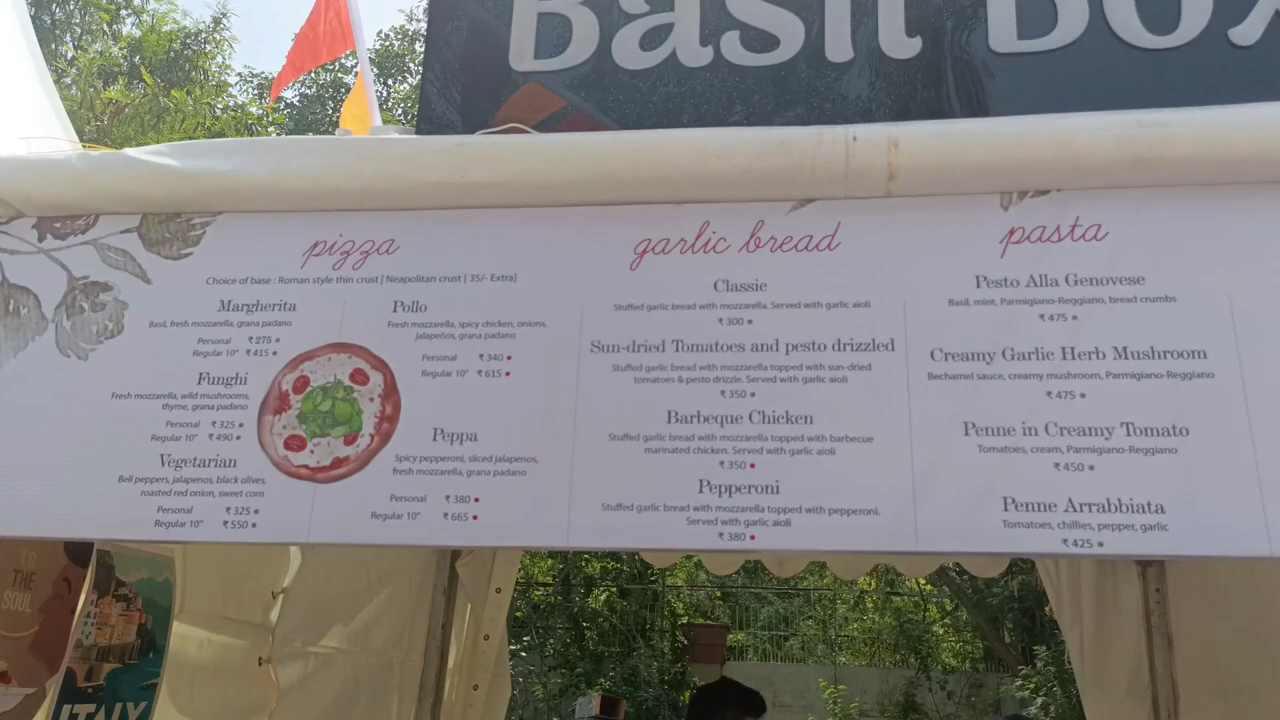 Basil Box
pizza
Choice of base : Roman style thin crust | Neapolitan crust [ 35/- Extra]
Margherita
Basil, fresh mozzarella, grana padano
Personal ₹ 275
Regular 10" ₹ 415
Funghi
Fresh mozzarella, wild mushrooms,
thyme, grana padano
Personal ₹ 325
Regular 10" ₹ 490
Vegetarian
Bell peppers, jalapenos, black olives,
roasted red onion, sweet corn
Personal ₹ 325
Regular 10" ₹ 550
Pollo
Fresh mozzarella, spicy chicken, onions,
jalapeños, grana padano
Personal ₹ 340
Regular 10" ₹ 615
Peppa
Spicy pepperoni, sliced jalapenos,
fresh mozzarella, grana padano
Personal ₹ 380
Regular 10" ₹ 665
garlic bread
Classic
Stuffed garlic bread with mozzarella. Served with garlic aioli
₹ 300
Sun-dried Tomatoes and pesto drizzled
Stuffed garlic bread with mozzarella topped with sun-dried
tomatoes & pesto drizzle. Served with garlic aioli
₹ 350
Barbeque Chicken
Stuffed garlic bread with mozzarella topped with barbecue
marinated chicken. Served with garlic aioli
₹ 350
Pepperoni
Stuffed garlic bread with mozzarella topped with pepperoni.
Served with garlic aioli
₹ 380
pasta
Pesto Alla Genovese
Basil, mint, Parmigiano-Reggiano, bread crumbs
₹ 475
Creamy Garlic Herb Mushroom
Bechamel sauce, creamy mushroom, Parmigiano-Reggiano
₹ 475
Penne in Creamy Tomato
Tomatoes, cream, Parmigiano-Reggiano
₹ 450
Penne Arrabbiata
Tomatoes, chillies, pepper, garlic
₹ 425
TO
THE
SOUL
ITALY